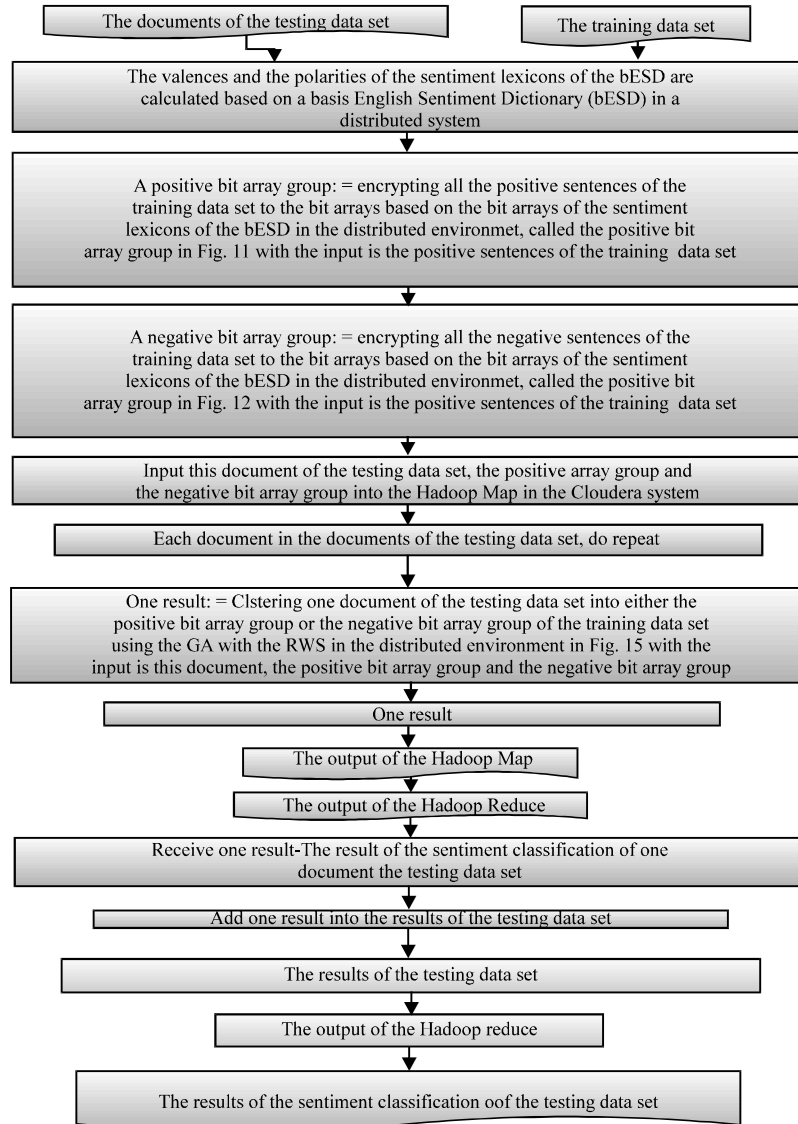 The documents of the testing data set
The training data set
The valences and the polarities of the sentiment lexicons of the bESD are
calculated based on a basis English Sentiment Dictionary (bESD) in a
distributed system
A positive bit array group: = encrypting all the positive sentences of the
training data set to the bit arrays based on the bit arrays of the sentiment
lexicons of the bESD in the distributed environmet, called the positive bit
array group in Fig. 11 with the input is the positive sentences of the training data set
A negative bit array group: = encrypting all the negative sentences of the
training data set to the bit arrays based on the bit arrays of the sentiment
lexicons of the bESD in the distributed environmet, called the positive bit
array group in Fig. 12 with the input is the positive sentences of the training data set
Input this document of the testing data set, the positive array group and
the negative bit array group into the Hadoop Map in the Cloudera system
Each document in the documents of the testing data set, do repeat
One result: = Clstering one document of the testing data set into either the
positive bit array group or the negative bit array group of the training data set
using the GA with the RWS in the distributed environment in Fig. 15 with the
input is this document, the positive bit array group and the negative bit array group
One result
The output of the Hadoop Map
The output of the Hadoop Reduce
Receive one result-The result of the sentiment classification of one
document the testing data set
Add one result into the results of the testing data set
The results of the testing data set
The output of the Hadoop reduce
The results of the sentiment classification oof the testing data set